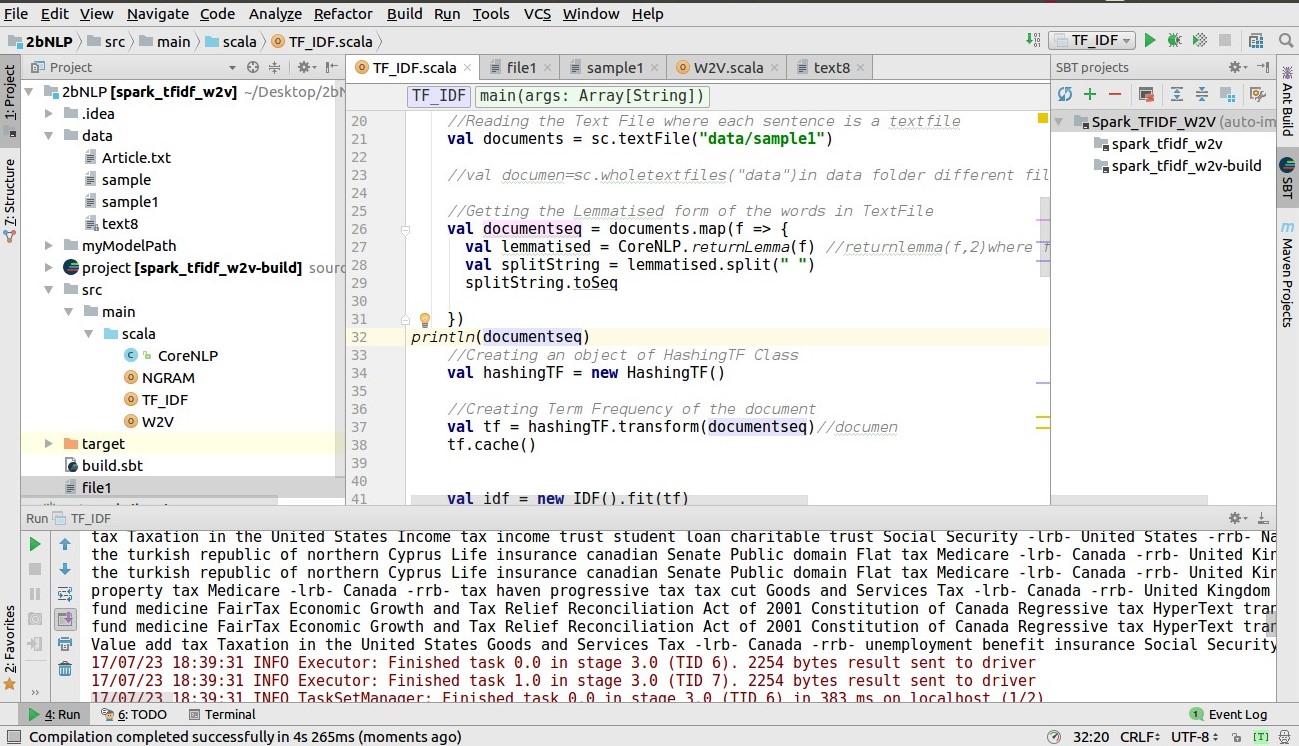 File Edit View Navigate Code Analyze Refactor Build Run Tools VCS Window Help
2bNLP src main scala TF_IDF.scala TF_IDF
Project TF_IDF.scala file1 sample1 W2V.scala text8 SBT projects
1: Project
7: Structure
2: Favorites
2bNLP [spark_tfidf_w2v] ~/Desktop/2bN
.idea
data
Article.txt
sample
sample1
text8
myModelPath
project [spark_tfidf_w2v-build] sourc
src
main
scala
CoreNLP
NGRAM
TF_IDF
W2V
target
build.sbt
file1
TF_IDF main(args: Array[String])
20 //Reading the Text File where each sentence is a textfile
21 val documents = sc.textFile("data/sample1")
22
23 //val documen=sc.wholetextfiles("data")in data folder different fil
24
25 //Getting the Lemmatised form of the words in TextFile
26 val documentseq = documents.map(f => {
27 val lemmatised = CoreNLP.returnLemma(f) //returnlemma(f,2)where f
28 val splitString = lemmatised.split(" ")
29 splitString.toSeq
30
31 })
32 println(documentseq)
33 //Creating an object of HashingTF Class
34 val hashingTF = new HashingTF()
35
36 //Creating Term Frequency of the document
37 val tf = hashingTF.transform(documentseq)//documen
38 tf.cache()
39
40
41 val idf = new IDF().fit(tf)
Spark_TFIDF_W2V (auto-im
spark_tfidf_w2v
spark_tfidf_w2v-build
Ant Build
SBT
Maven Projects
Run TF_IDF
tax Taxation in the United States Income tax income trust student loan charitable trust Social Security -lrb- United States -rrb- Na
the turkish republic of northern Cyprus Life insurance canadian Senate Public domain Flat tax Medicare -lrb- Canada -rrb- United Kin
the turkish republic of northern Cyprus Life insurance canadian Senate Public domain Flat tax Medicare -lrb- Canada -rrb- United Kin
property tax Medicare -lrb- Canada -rrb- tax haven progressive tax tax cut Goods and Services Tax -lrb- Canada -rrb- United Kingdom
fund medicine FairTax Economic Growth and Tax Relief Reconciliation Act of 2001 Constitution of Canada Regressive tax HyperText tran
fund medicine FairTax Economic Growth and Tax Relief Reconciliation Act of 2001 Constitution of Canada Regressive tax HyperText tran
Value add tax Taxation in the United States Goods and Services Tax -lrb- Canada -rrb- unemployment benefit insurance Social Security
17/07/23 18:39:31 INFO Executor: Finished task 0.0 in stage 3.0 (TID 6). 2254 bytes result sent to driver
17/07/23 18:39:31 INFO Executor: Finished task 1.0 in stage 3.0 (TID 7). 2254 bytes result sent to driver
17/07/23 18:39:31 INFO TaskSetManager: Finished task 0.0 in stage 3.0 (TID 6) in 383 ms on localhost (1/2)
4: Run 6: TODO Terminal 1 Event Log
Compilation completed successfully in 4s 265ms (moments ago) 32:20 CRLF UTF-8 [T]